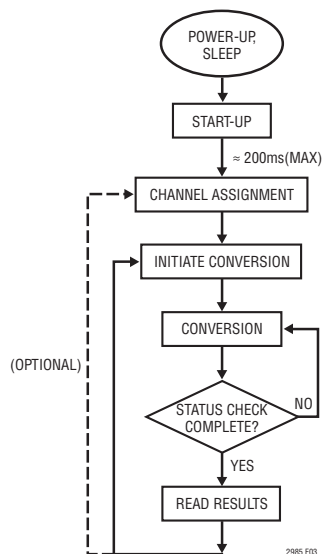 POWER-UP,
SLEEP
START-UP
≈ 200ms(MAX)
CHANNEL ASSIGNMENT
INITIATE CONVERSION
CONVERSION
(OPTIONAL)
STATUS CHECK
COMPLETE?
NO
YES
READ RESULTS
2985 F03